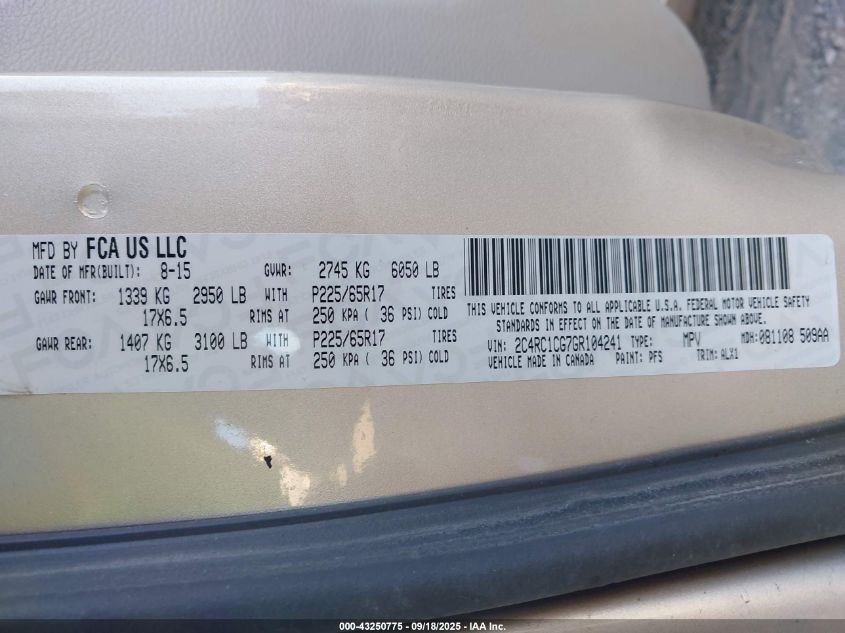 MFD BY FCA US LLC
DATE OF MFR(BUILT): 8-15 GVWR: 2745 KG 6050 LB
GAWR FRONT: 1339 KG 2950 LB WITH P225/65R17 TIRES
17X6.5 RIMS AT 250 KPA ( 36 PSI) COLD
GAWR REAR: 1407 KG 3100 LB WITH P225/65R17 TIRES
17X6.5 RIMS AT 250 KPA ( 36 PSI) COLD
THIS VEHICLE CONFORMS TO ALL APPLICABLE U.S.A. FEDERAL MOTOR VEHICLE SAFETY
STANDARDS IN EFFECT ON THE DATE OF MANUFACTURE SHOWN ABOVE.
VIN: 2C4RC1CG7GR104241 TYPE: MPV MDH: 081108 509AA
VEHICLE MADE IN CANADA PAINT: PFS TRIM: ALX1
000-43250775 - 09/18/2025 - IAA Inc.